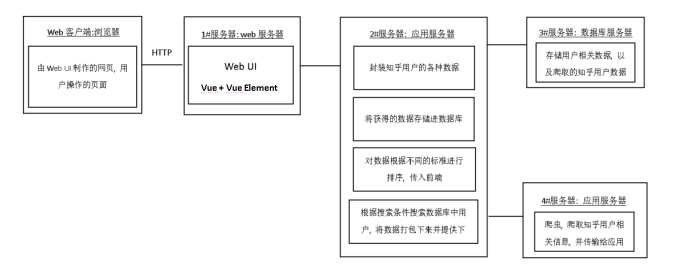 Web 客户端:浏览器
由 Web UI 制作的网页, 用
户操作的页面
HTTP
1#服务器: web 服务器
Web UI
Vue + Vue Element
2#服务器: 应用服务器
封装知乎用户的各种数据
将获得的数据存储进数据库
对数据根据不同的标准进行
排序, 传入前端
根据搜索条件搜索数据库中用
户, 将数据打包下来并提供下
3#服务器: 数据库服务器
存储用户相关数据, 以
及爬取的知乎用户数据
4#服务器: 应用服务器
爬虫, 爬取知乎用户相
关信息, 并传输给应用